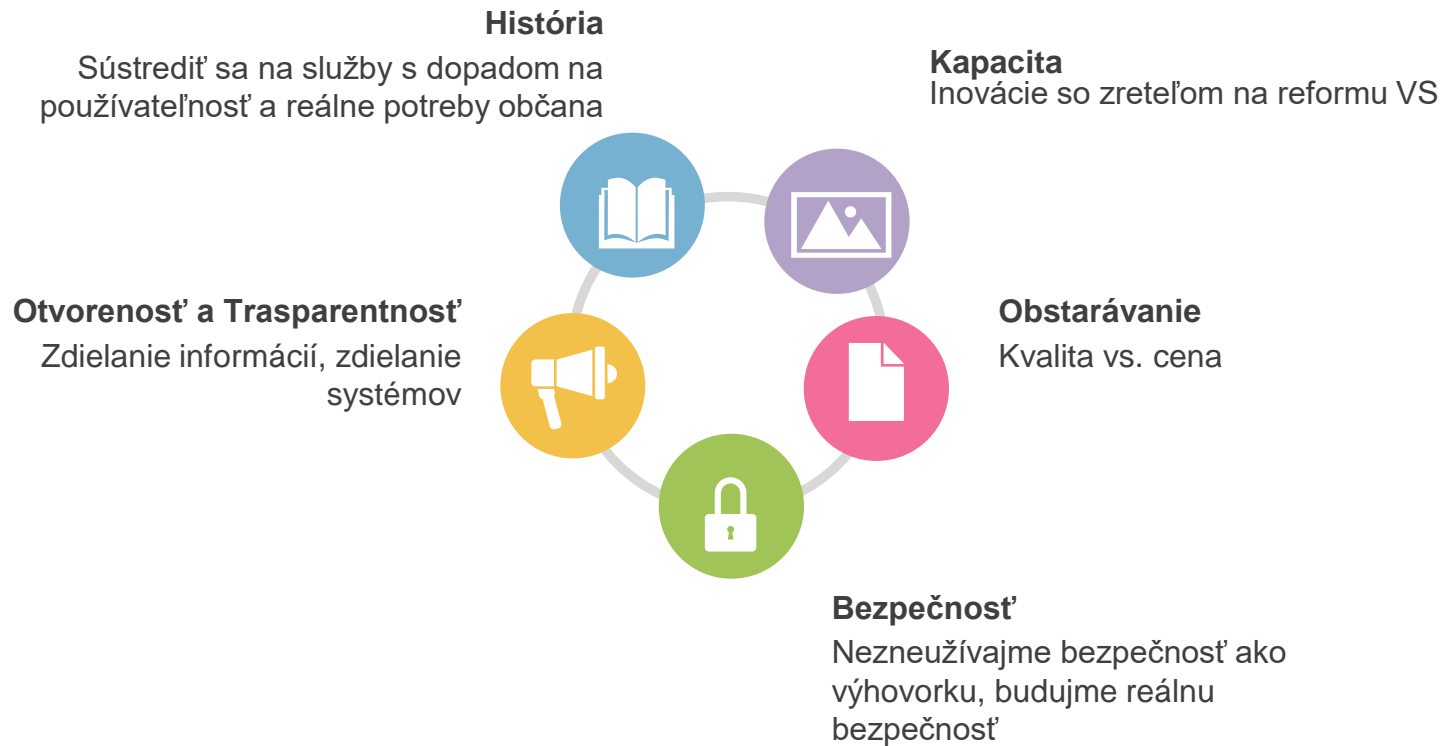 História
Sústrediť sa na služby s dopadom na
používateľnosť a reálne potreby občana
Kapacita
Inovácie so zreteľom na reformu VS
Otvorenosť a Trasparentnosť
Zdielanie informácií, zdielanie
systémov
Obstarávanie
Kvalita vs. cena
Bezpečnosť
Nezneužívajme bezpečnosť ako
výhovorku, budujme reálnu
bezpečnosť